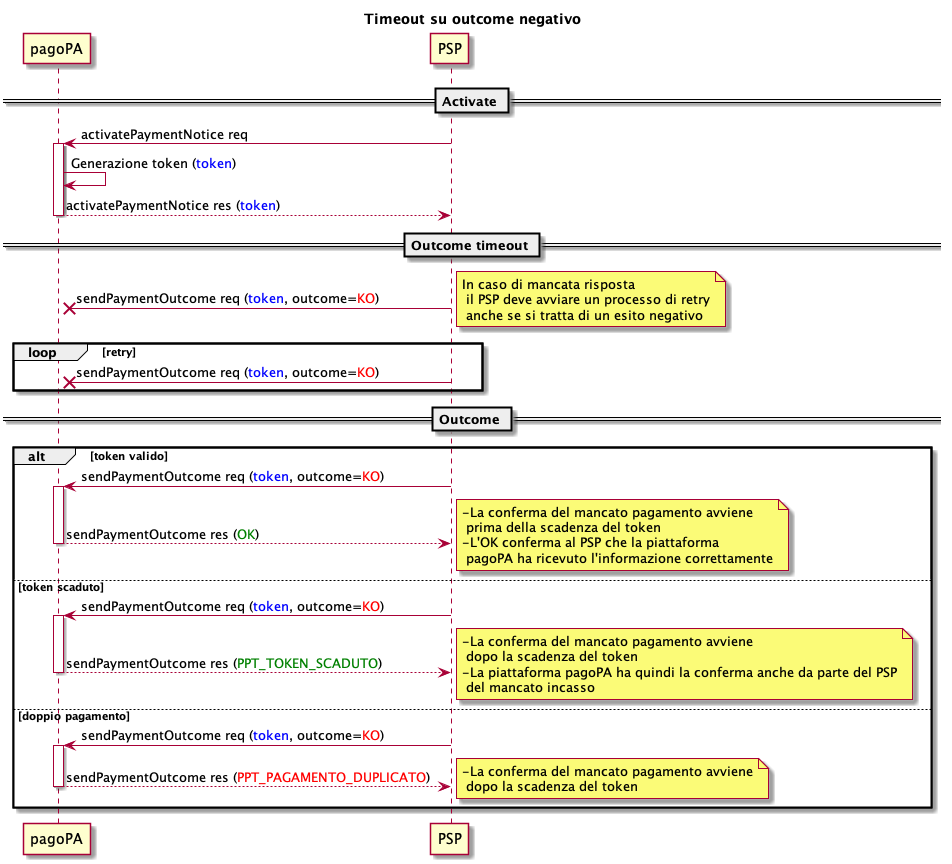 Timeout su outcome negativo
pagoPA
PSP
Activate
activatePaymentNotice req
Generazione token (token)
activatePaymentNotice res (token)
Outcome timeout
sendPaymentOutcome req (token, outcome=KO)
In caso di mancata risposta
il PSP deve avviare un processo di retry
anche se si tratta di un esito negativo
loop [retry]
sendPaymentOutcome req (token, outcome=KO)
Outcome
alt [token valido]
sendPaymentOutcome req (token, outcome=KO)
sendPaymentOutcome res (OK)
-La conferma del mancato pagamento avviene
prima della scadenza del token
-L'OK conferma al PSP che la piattaforma
pagoPA ha ricevuto l'informazione correttamente
[token scaduto]
sendPaymentOutcome req (token, outcome=KO)
sendPaymentOutcome res (PPT_TOKEN_SCADUTO)
-La conferma del mancato pagamento avviene
dopo la scadenza del token
-La piattaforma pagoPA ha quindi la conferma anche da parte del PSP
del mancato incasso
[doppio pagamento]
sendPaymentOutcome req (token, outcome=KO)
sendPaymentOutcome res (PPT_PAGAMENTO_DUPLICATO)
-La conferma del mancato pagamento avviene
dopo la scadenza del token
pagoPA
PSP